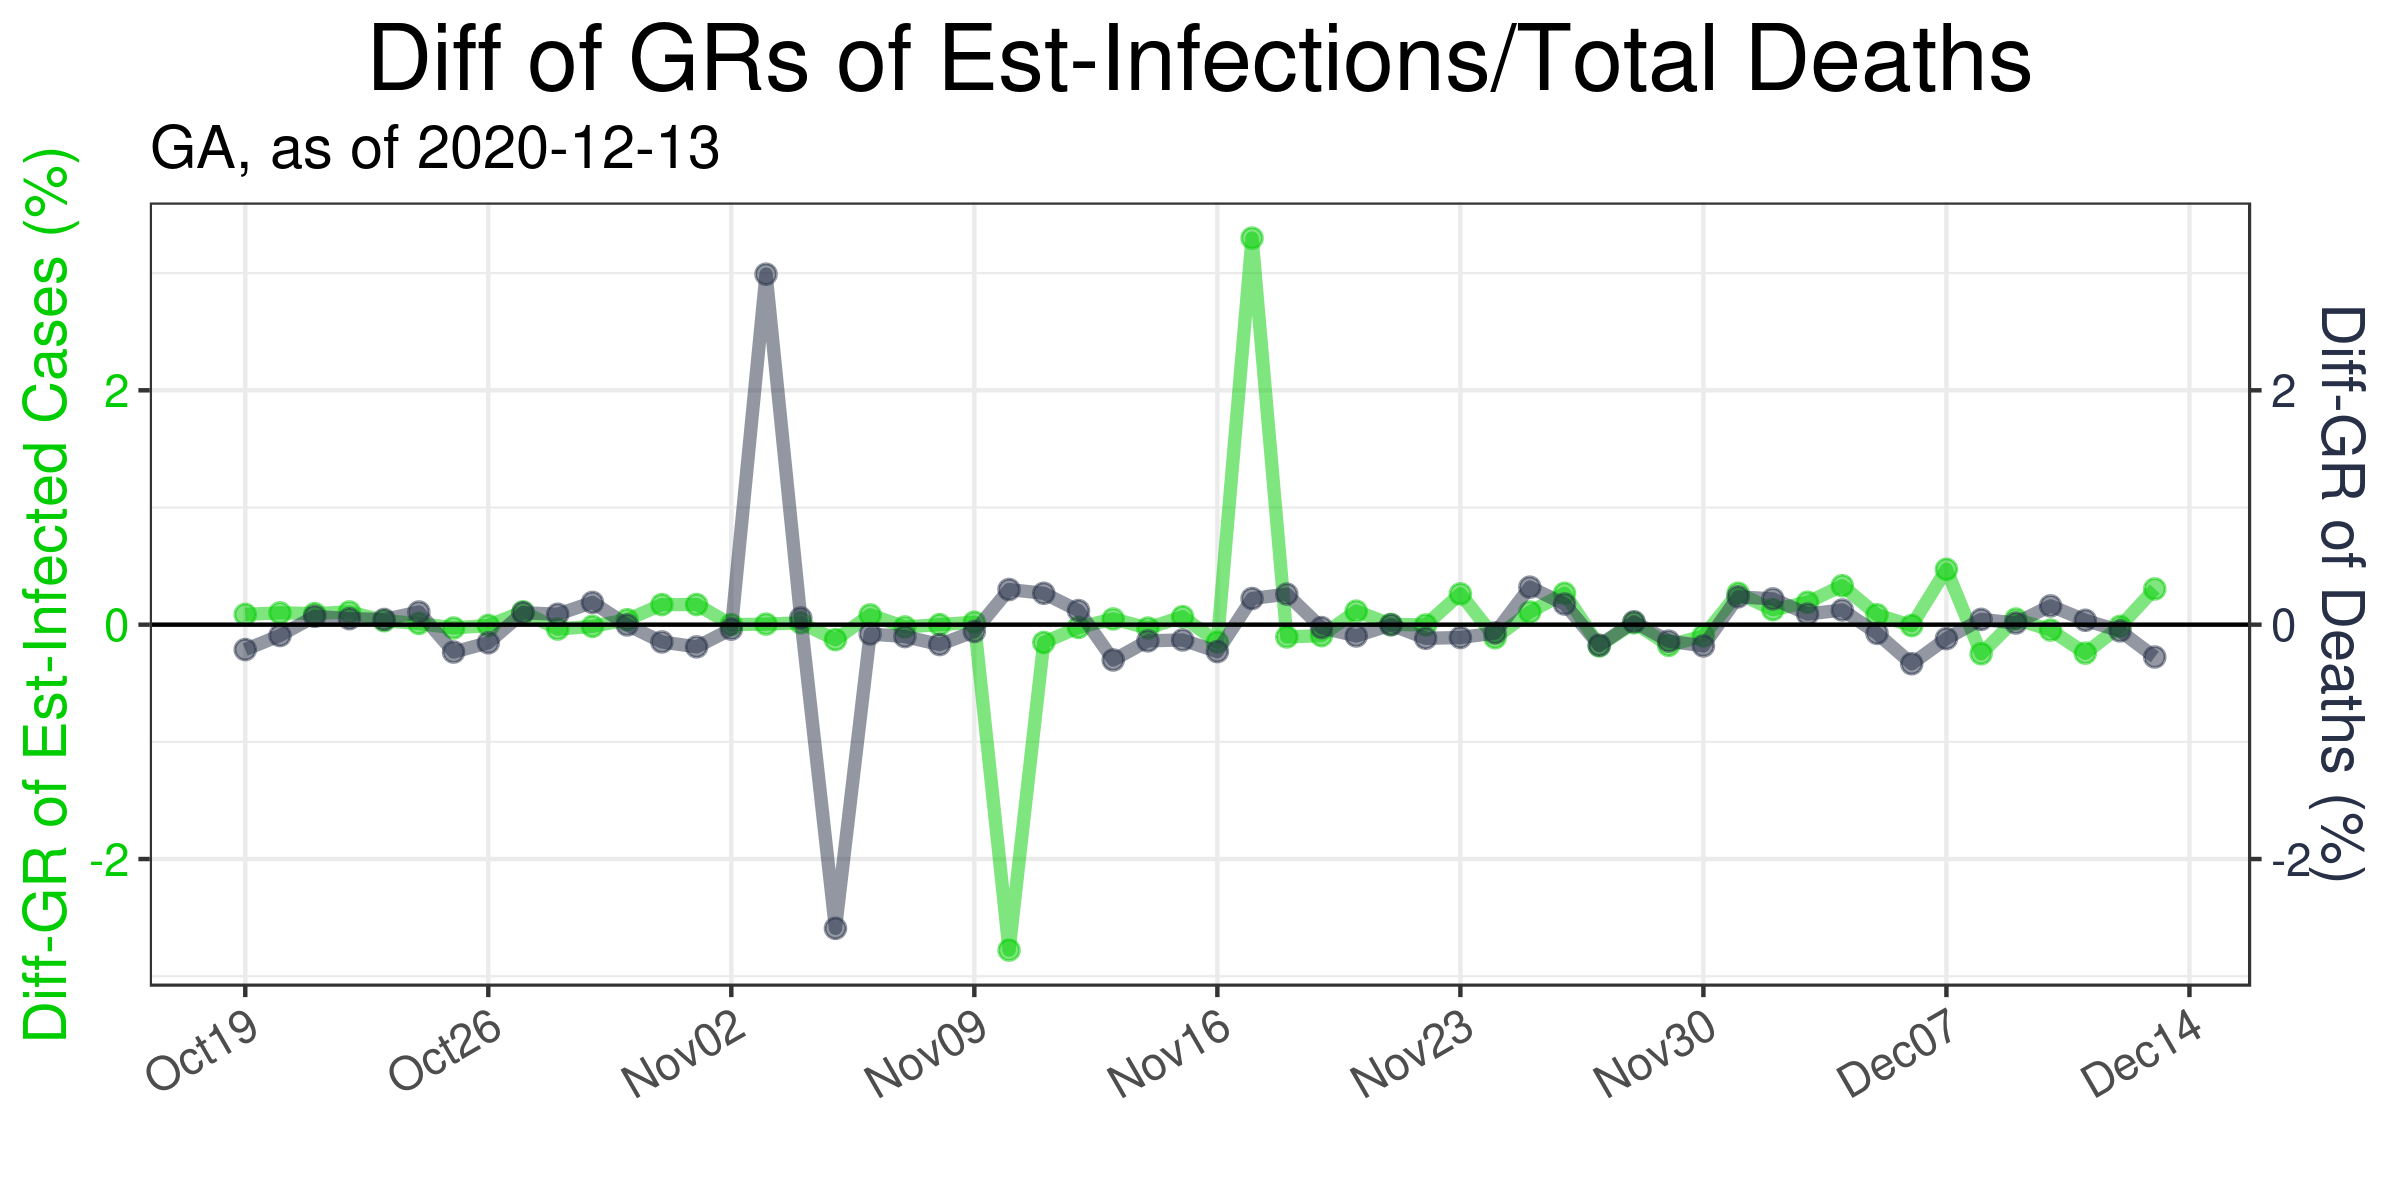 Diff of GRs of Est-Infections/Total Deaths
GA, as of 2020-12-13
Diff-GR of Est-Infected Cases (%)
2
0
-2
2
0
-2
Diff-GR of Deaths (%)
Oct19
Oct26
Nov02
Nov09
Nov16
Nov23
Nov30
Dec07
Dec14